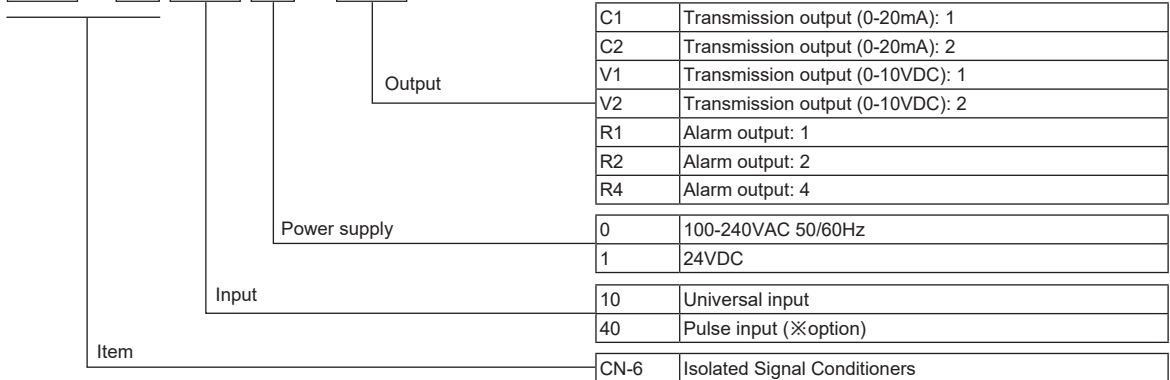 C1 Transmission output (0-20mA): 1
C2 Transmission output (0-20mA): 2
V1 Transmission output (0-10VDC): 1
Output
V2 Transmission output (0-10VDC): 2
R1 Alarm output: 1
R2 Alarm output: 2
R4 Alarm output: 4
Power supply
0 100-240VAC 50/60Hz
1 24VDC
Input
10 Universal input
40 Pulse input (※option)
Item
CN-6 Isolated Signal Conditioners